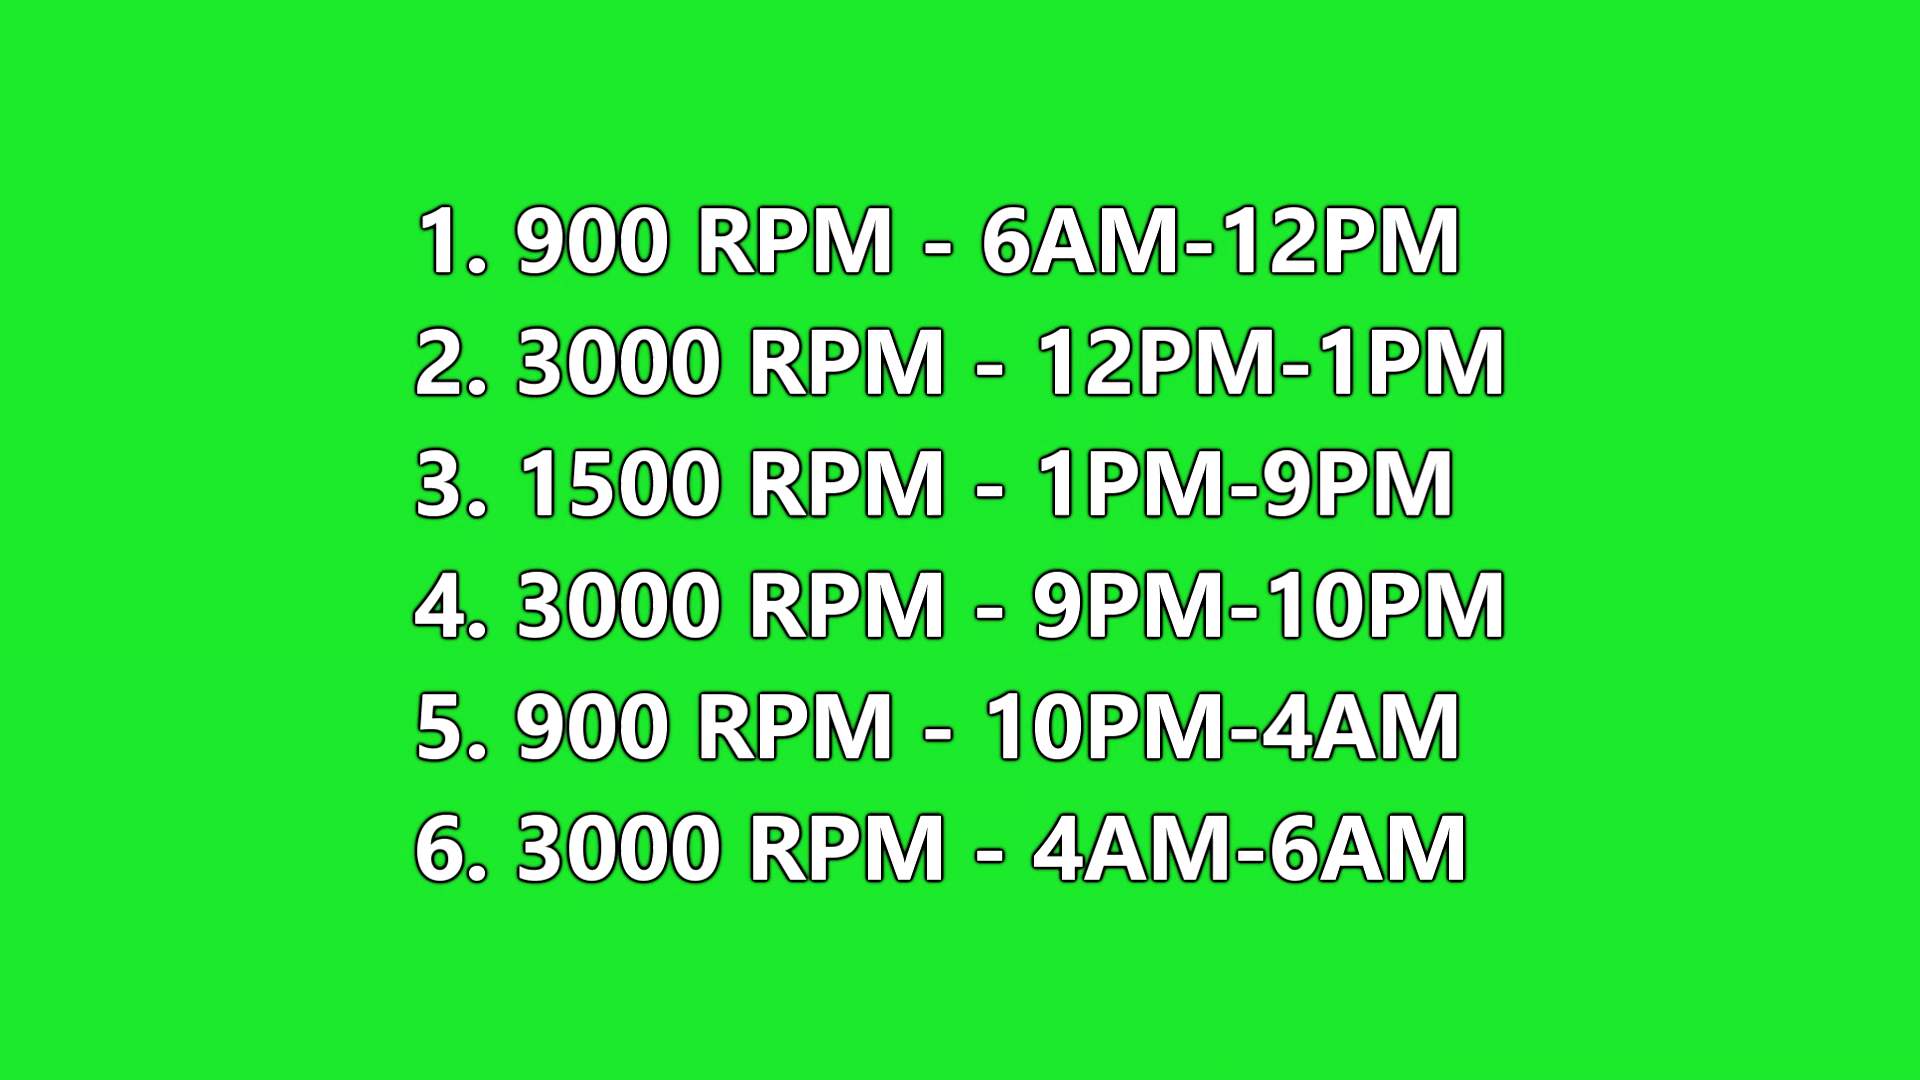 1. 900 RPM - 6AM-12PM
2. 3000 RPM - 12PM-1PM
3. 1500 RPM - 1PM-9PM
4. 3000 RPM - 9PM-10PM
5. 900 RPM - 10PM-4AM
6. 3000 RPM - 4AM-6AM